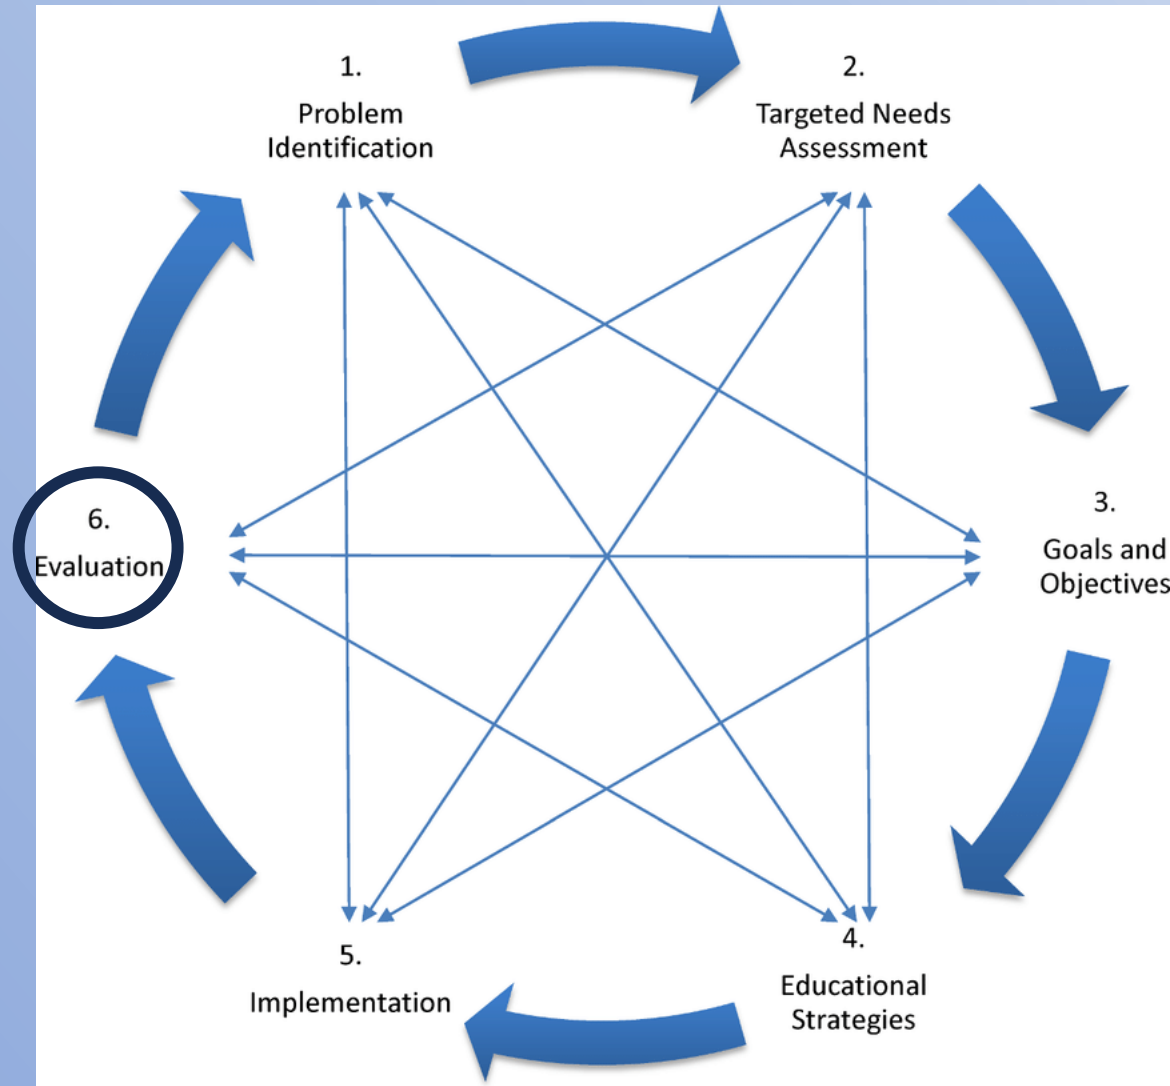 1.
Problem
Identification
2.
Targeted Needs
Assessment
3.
Goals and
Objectives
4.
Educational
Strategies
5.
Implementation
6.
Evaluation